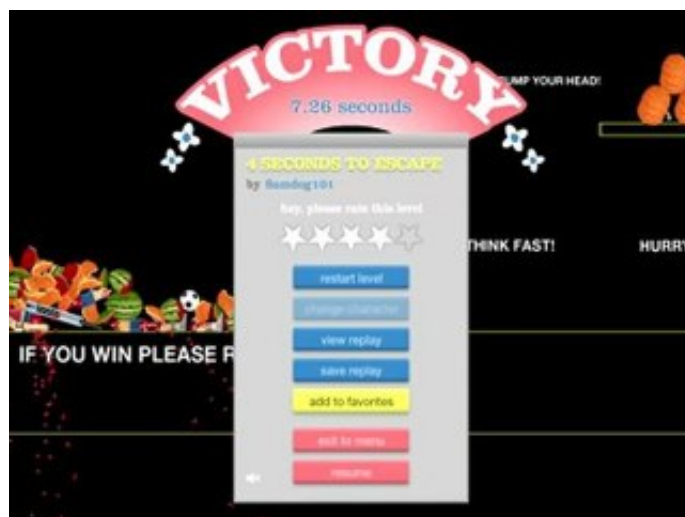 VICTORY
7.26 seconds
UMP YOUR HEAD!
4 SECONDS TO ESCAPE
by Samdog101
hay, please rate this level
THINK FAST!
HURRY
restart level
change character
view replay
IF YOU WIN PLEASE R
save replay
add to favorites
exit to menu
resume